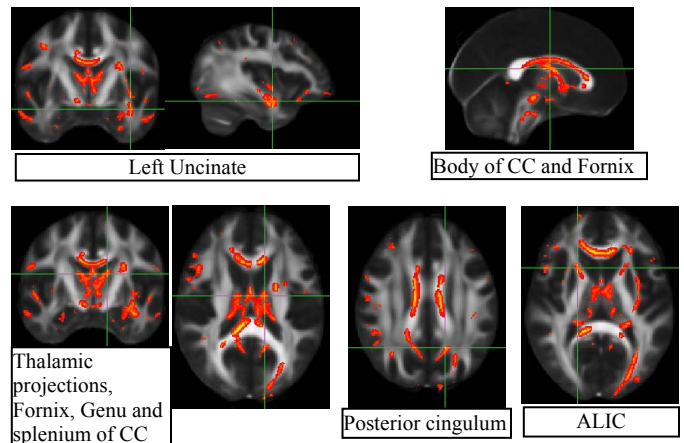 Left Uncinate
Body of CC and Fornix
Thalamic
projections,
Fornix, Genu and
splenium of CC
Posterior cingulum
ALIC